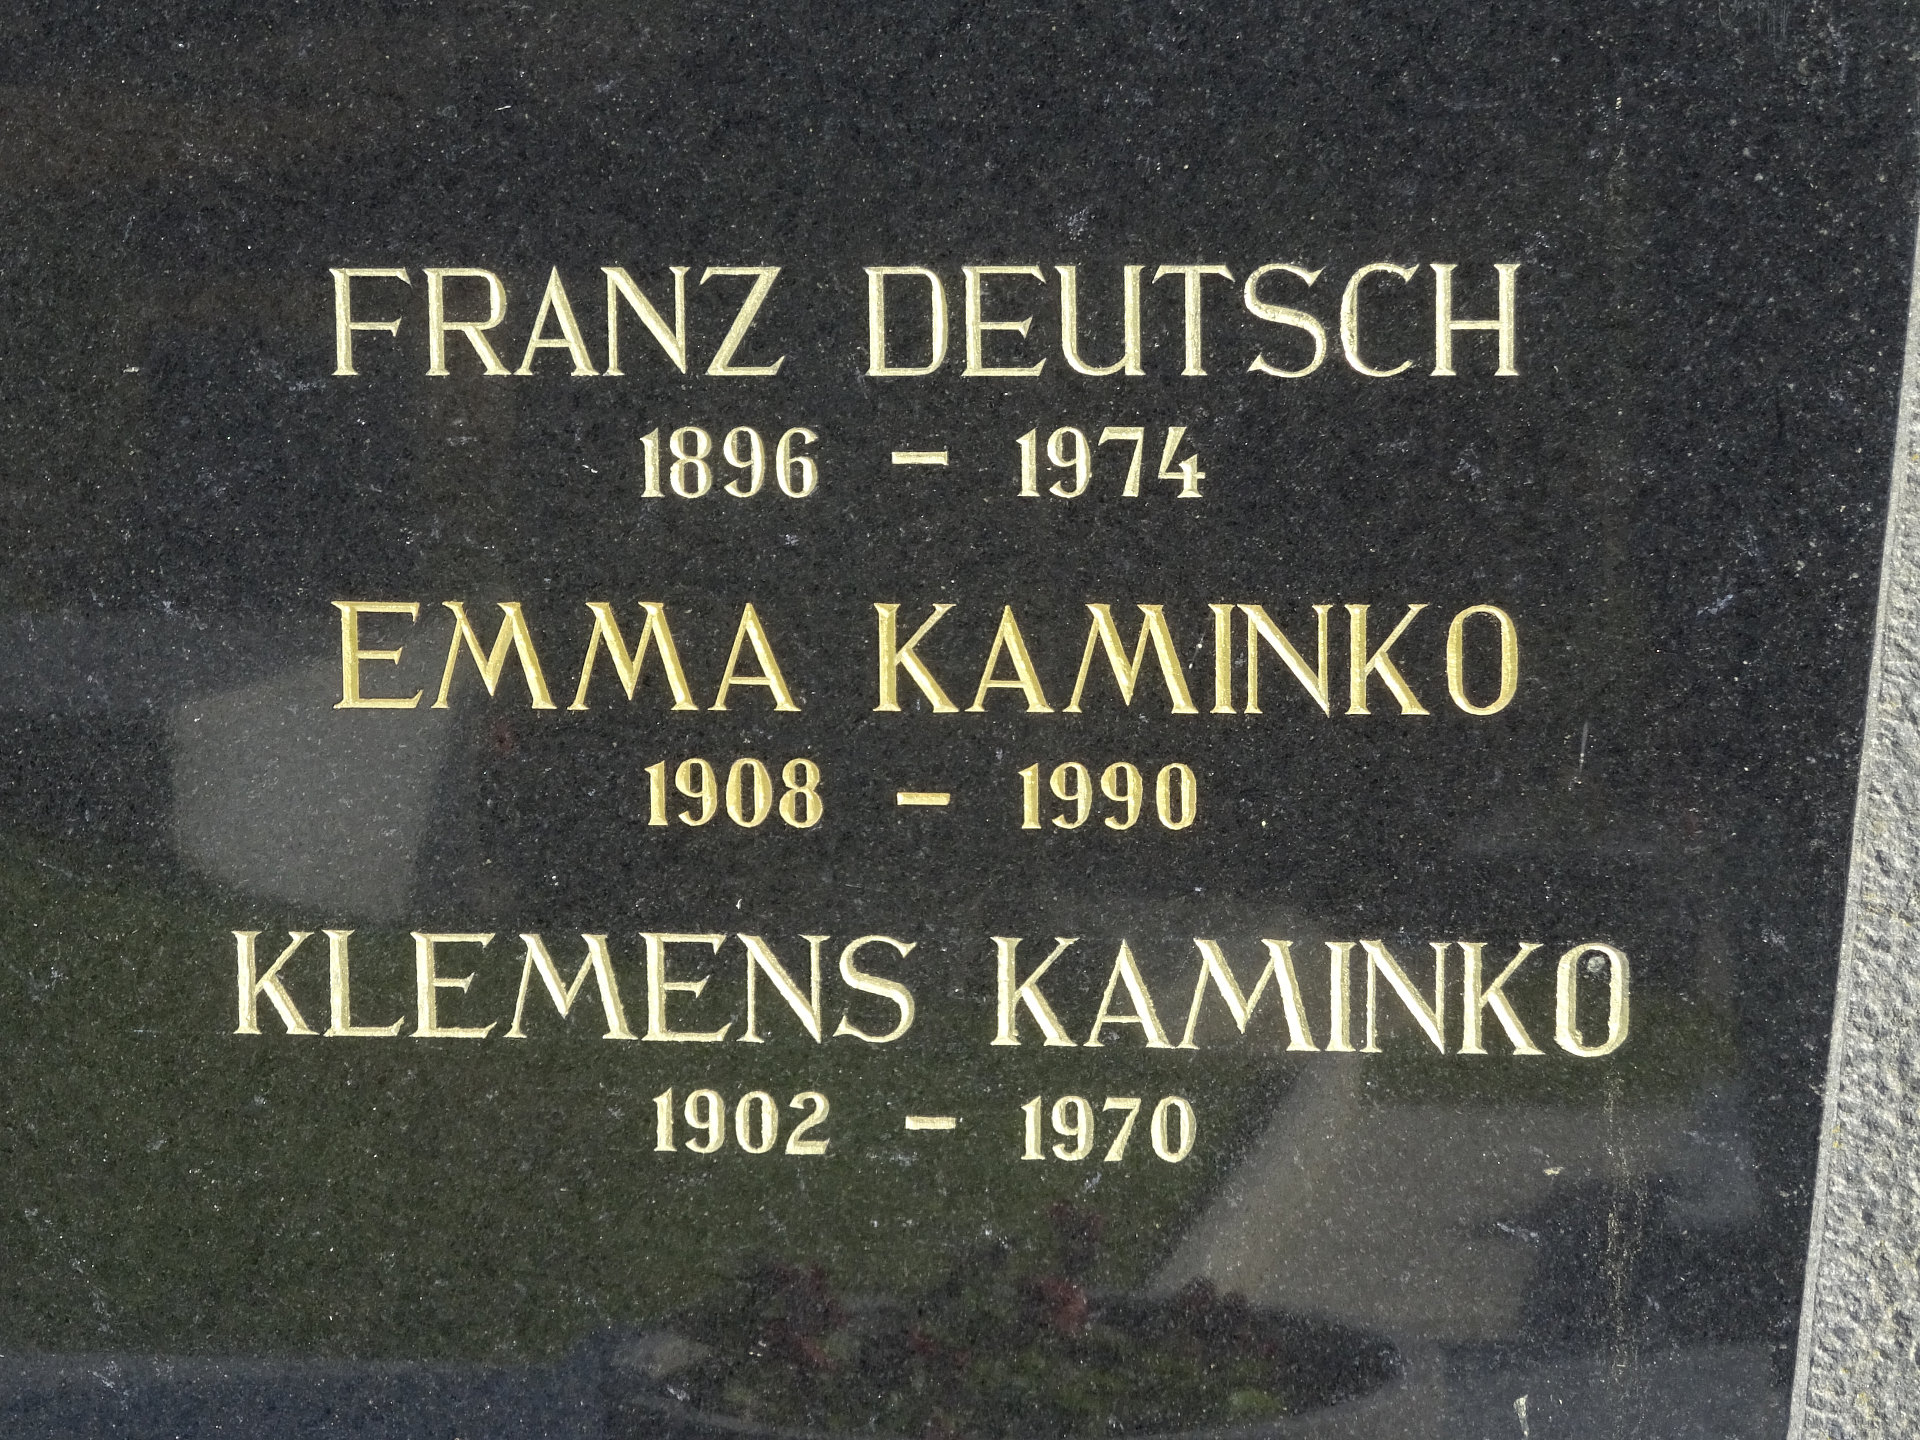 FRANZ DEUTSCH
1896 – 1974
EMMA KAMINKO
1908 – 1990
KLEMENS KAMINKO
1902 – 1970